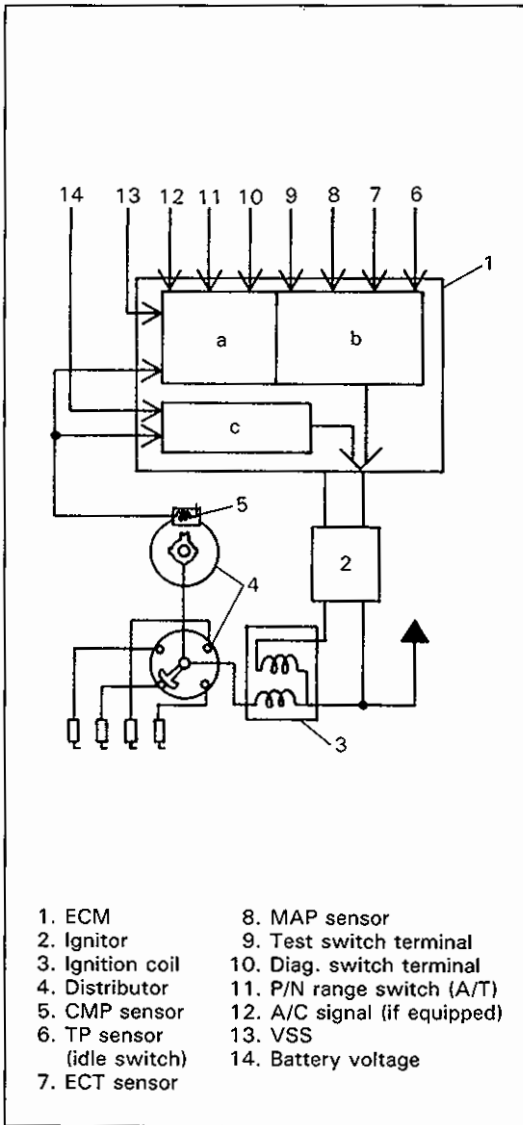 14 13 12 11 10 9 8 7 6
1
a b
c
5
2
4
3
1. ECM
2. Ignitor
3. Ignition coil
4. Distributor
5. CMP sensor
6. TP sensor
(idle switch)
7. ECT sensor
8. MAP sensor
9. Test switch terminal
10. Diag. switch terminal
11. P/N range switch (A/T)
12. A/C signal (if equipped)
13. VSS
14. Battery voltage